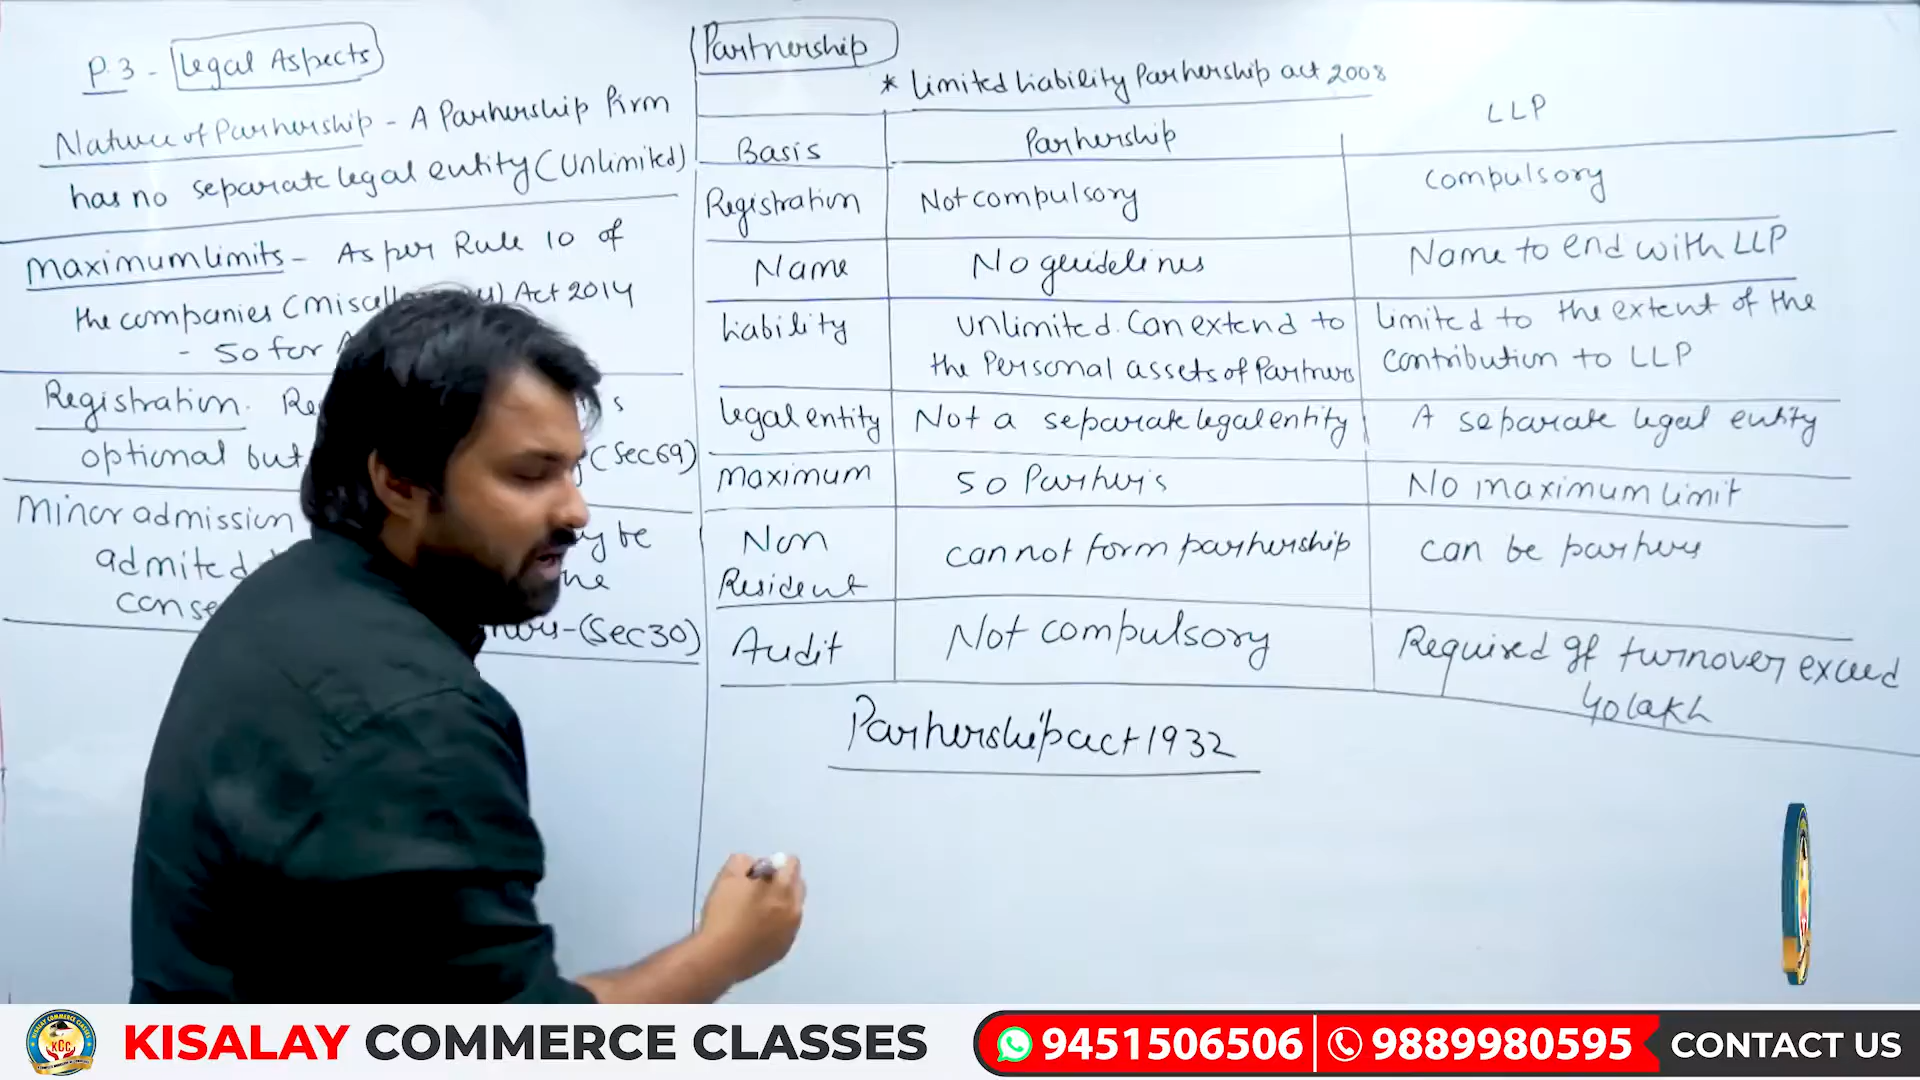 P.3 - Legal Aspects
Nature of Partnership - A Partnership Firm
has no separate legal entity (Unlimited)
Maximum limits - As per Rule 10 of
the companies Act 2014
- 50 for
Registration.
optional but (Sec 69)
Minor admission be
admited
(Sec 30)
Partnership
* Limited Liability Partnership act 2008
Basis Partnership LLP
Registration Not compulsory compulsory
Name No guidelines Name to end with LLP
Liability Unlimited. Can extend to limited to the extent of the
the Personal assets of Partners contribution to LLP
legal entity Not a separate legal entity A separate legal entity
maximum 50 Partners No maximum limit
Non cannot form partnership can be partners
Resident
Audit Not compulsory Required If turnover exceed
40 lakh
Partnership act 1932
KCC
KISALAY COMMERCE CLASSES 9451506506 9889980595 CONTACT US